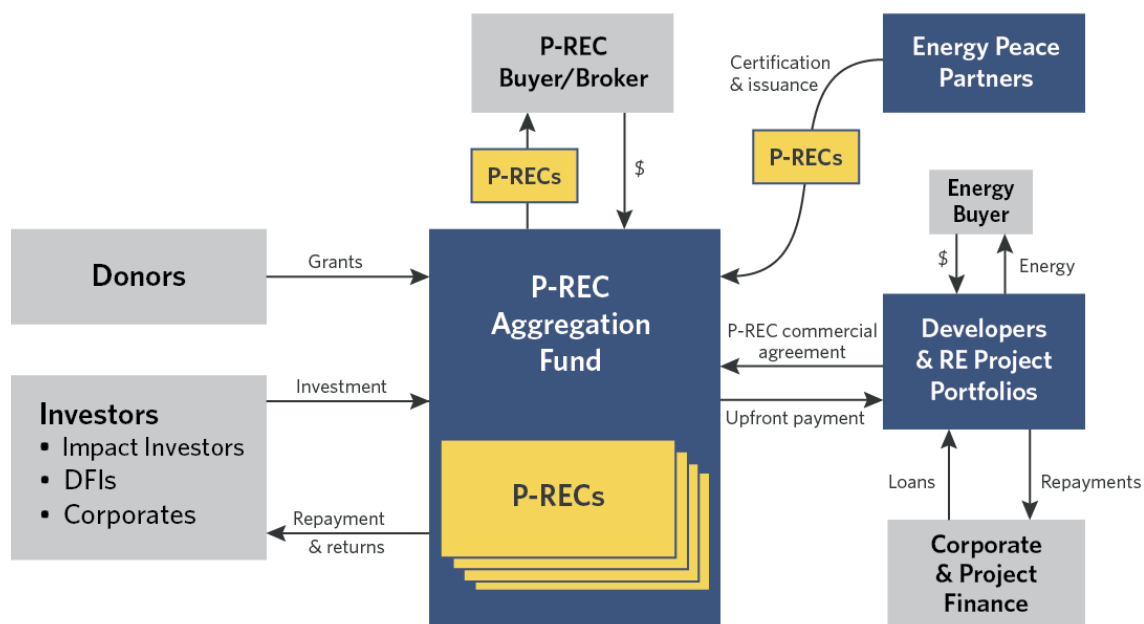 P-REC
Buyer/Broker
Certification
& issuance
Energy Peace
Partners
P-RECs
$
P-RECs
Energy
Buyer
$
Energy
Donors
Grants
P-REC
Aggregation
Fund
P-REC commercial
agreement
Developers
& RE Project
Portfolios
Upfront payment
Investors
▪ Impact Investors
▪ DFIs
▪ Corporates
Investment
Repayment
& returns
P-RECs
Loans
Repayments
Corporate
& Project
Finance